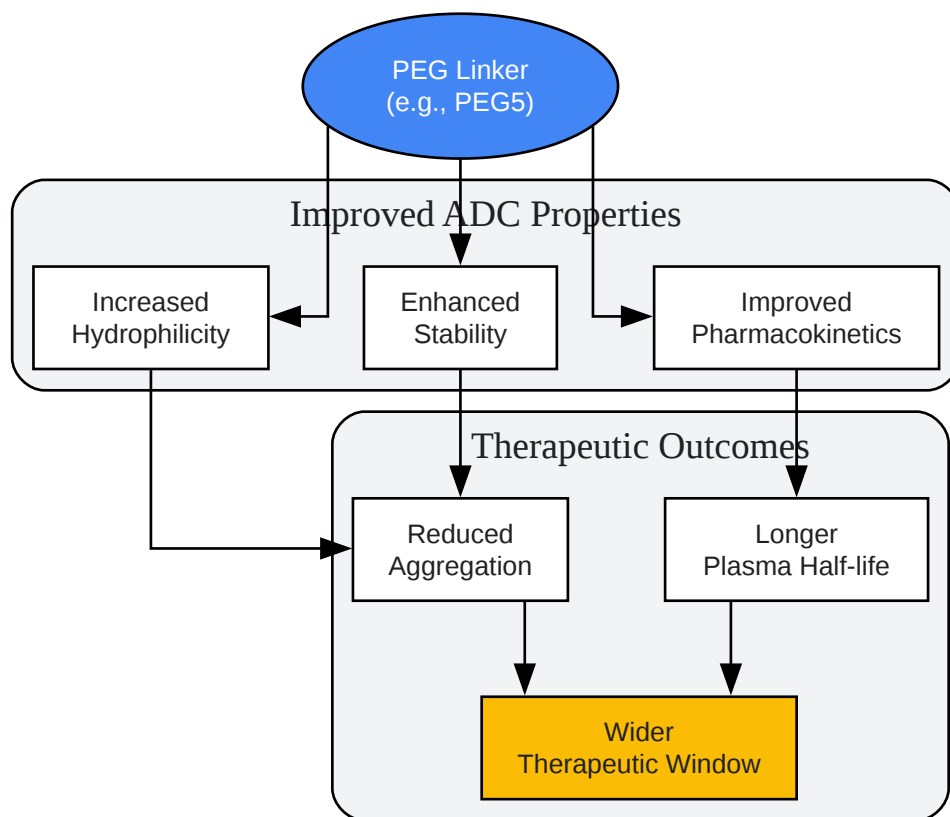 PEG Linker
(e.g., PEG5)
Improved ADC Properties
Increased
Hydrophilicity
Enhanced
Stability
Improved
Pharmacokinetics
Therapeutic Outcomes
Reduced
Aggregation
Longer
Plasma Half-life
Wider
Therapeutic Window